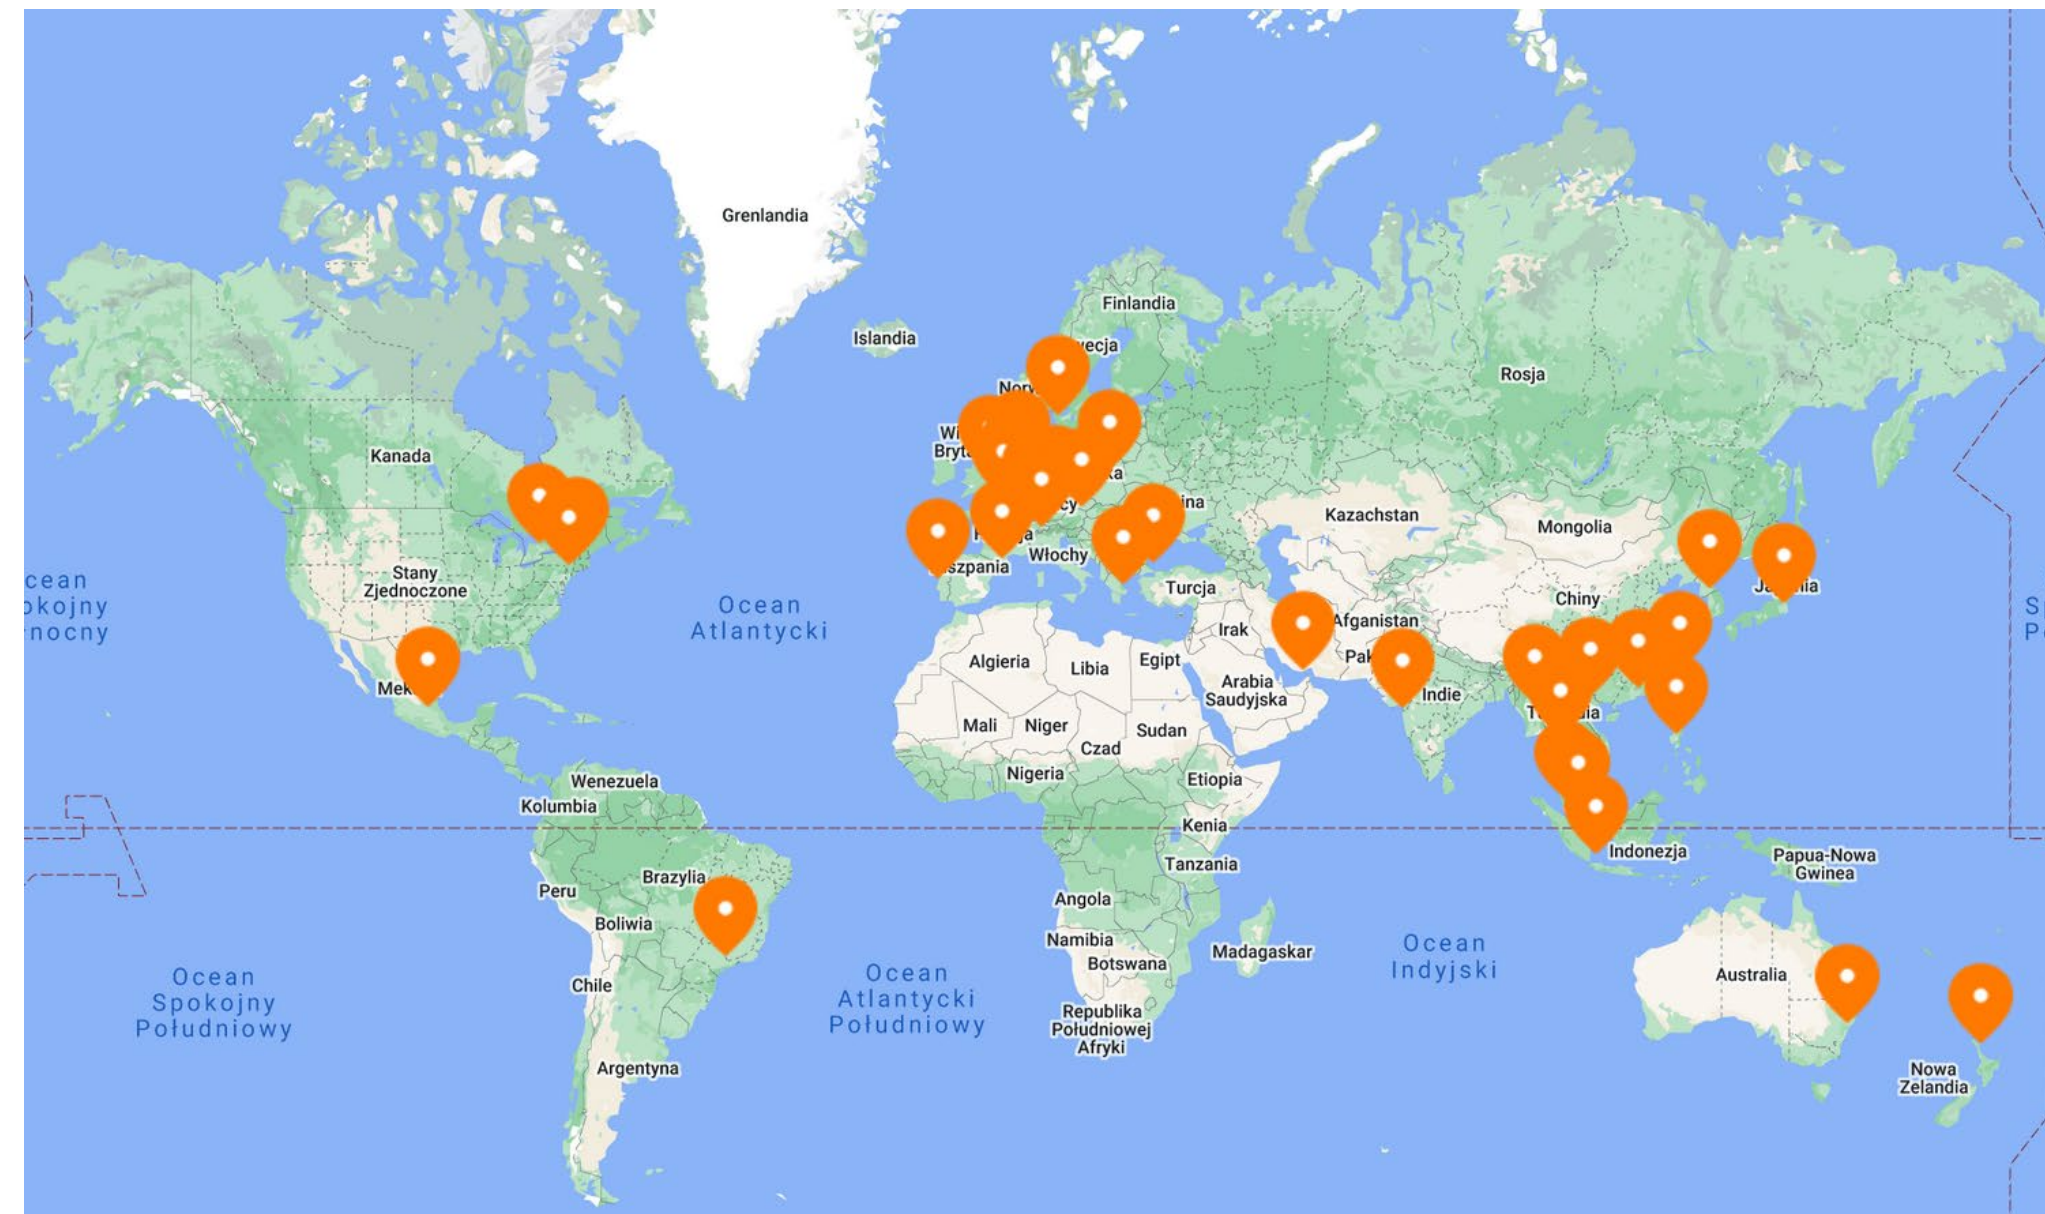 Grenlandia
Finlandia
Islandia
Rosja
Kanada
Kazachstan
Mongolia
Stany
Zjednoczone
Włochy
Turcja
Chiny
Afganistan
Irak
Ocean
Atlantycki
Algieria
Libia
Egipt
Arabia
Saudyjska
Indie
Mali
Niger
Sudan
Czad
Nigeria
Etiopia
Wenezuela
Kolumbia
Kenia
Indonezja
Papua-Nowa
Gwinea
Tanzania
Brazylia
Peru
Angola
Boliwia
Namibia
Botswana
Madagaskar
Ocean
Indyjski
Australia
Chile
Ocean
Spokojny
Południowy
Ocean
Atlantycki
Południowy
Republika
Południowej
Afryki
Argentyna
Nowa
Zelandia